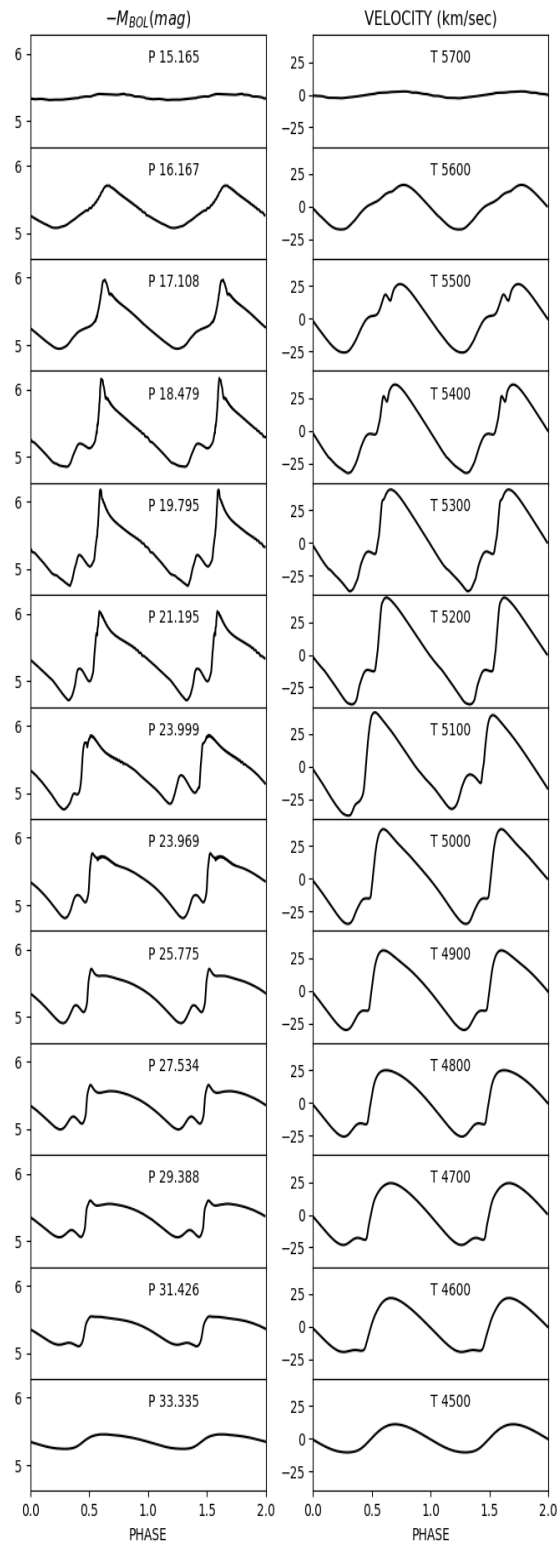 −M_BOL(mag) VELOCITY (km/sec)
6 P 15.165 25 T 5700
0
5 −25
6 P 16.167 25 T 5600
0
5 −25
6 P 17.108 25 T 5500
0
5 −25
6 P 18.479 25 T 5400
0
5 −25
6 P 19.795 25 T 5300
0
5 −25
6 P 21.195 25 T 5200
0
5 −25
6 P 23.999 25 T 5100
0
5 −25
6 P 23.969 25 T 5000
0
5 −25
6 P 25.775 25 T 4900
0
5 −25
6 P 27.534 25 T 4800
0
5 −25
6 P 29.388 25 T 4700
0
5 −25
6 P 31.426 25 T 4600
0
5 −25
6 P 33.335 25 T 4500
0
5 −25
0.0 0.5 1.0 1.5 2.0 0.0 0.5 1.0 1.5 2.0
PHASE PHASE